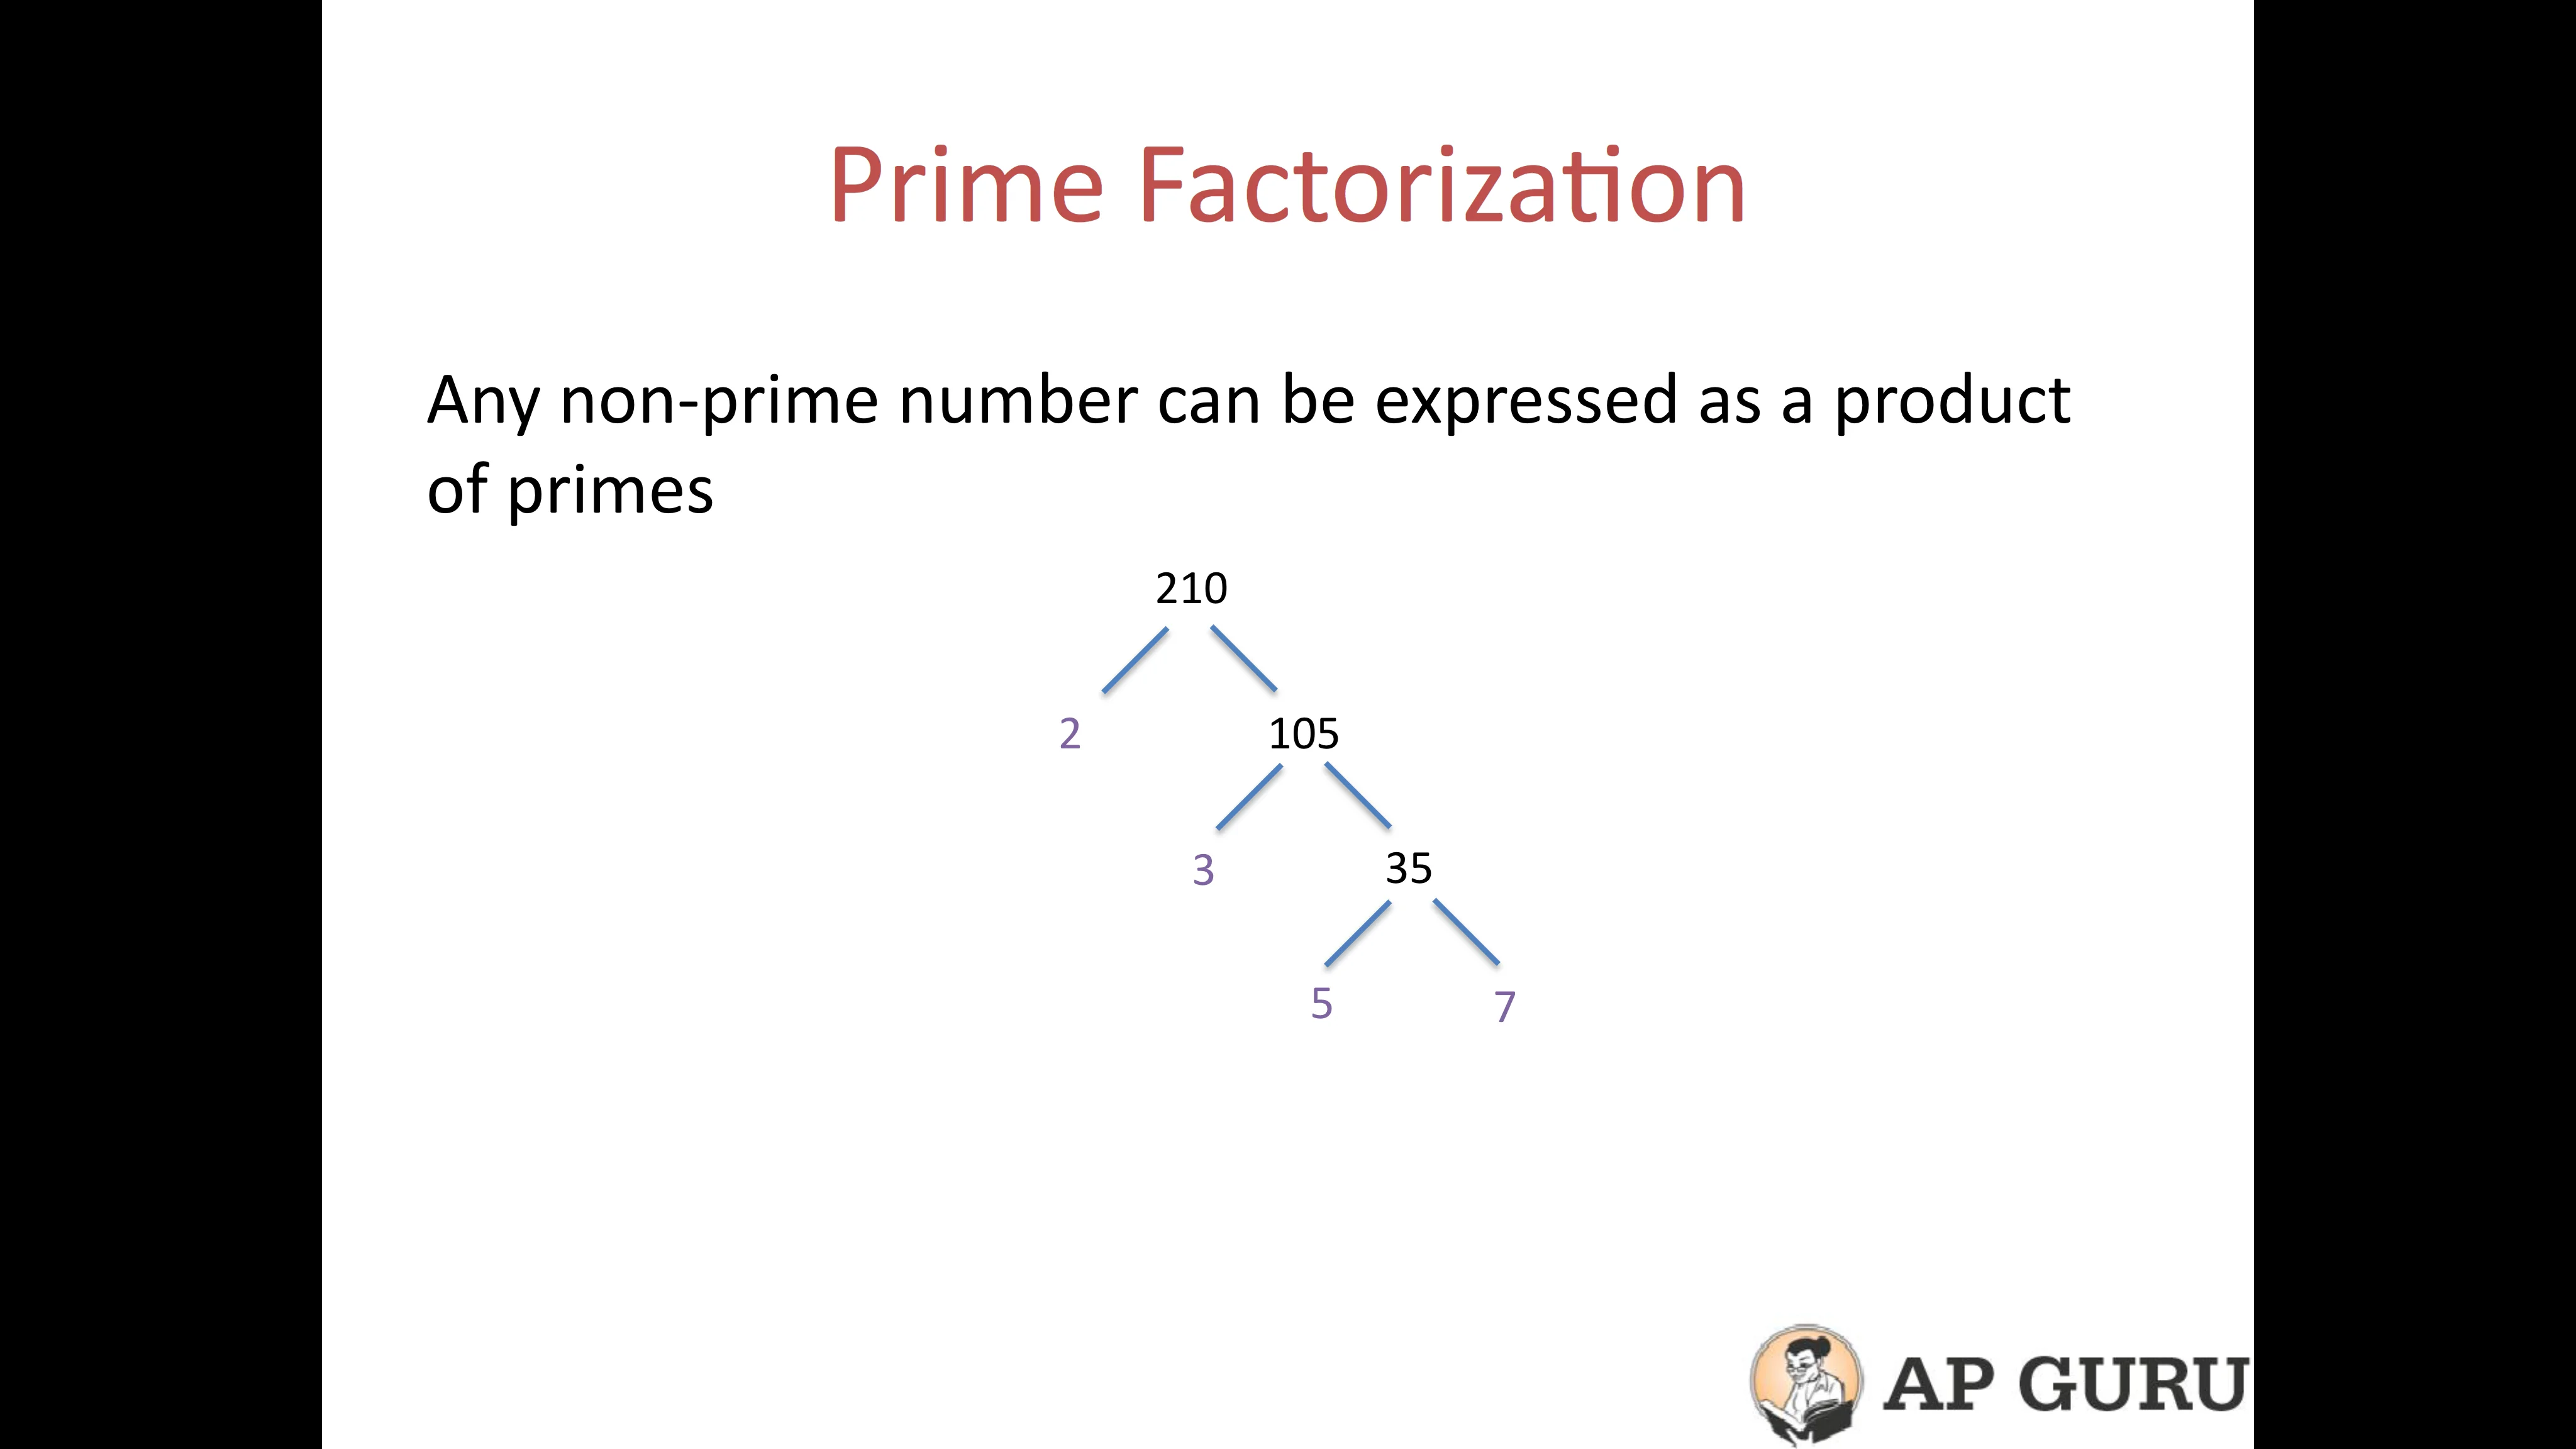 Prime Factorization
Any non-prime number can be expressed as a product
of primes
210
2 105
3 35
5 7
AP GURU